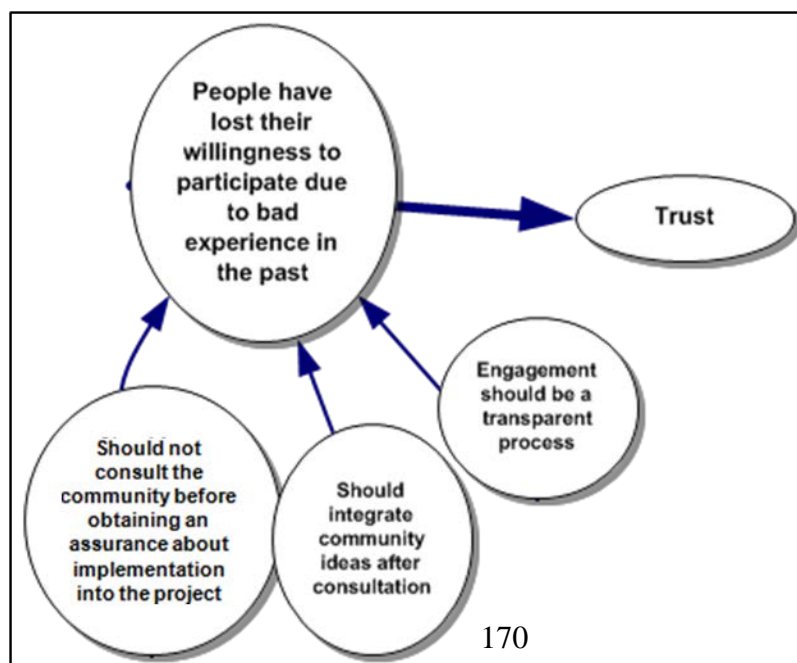 People have
lost their
willingness to
participate due
to bad
experience in
the past
Trust
Engagement
should be a
transparent
process
Should not
consult the
community before
obtaining an
assurance about
implementation
into the project
Should
integrate
community
ideas after
consultation
170